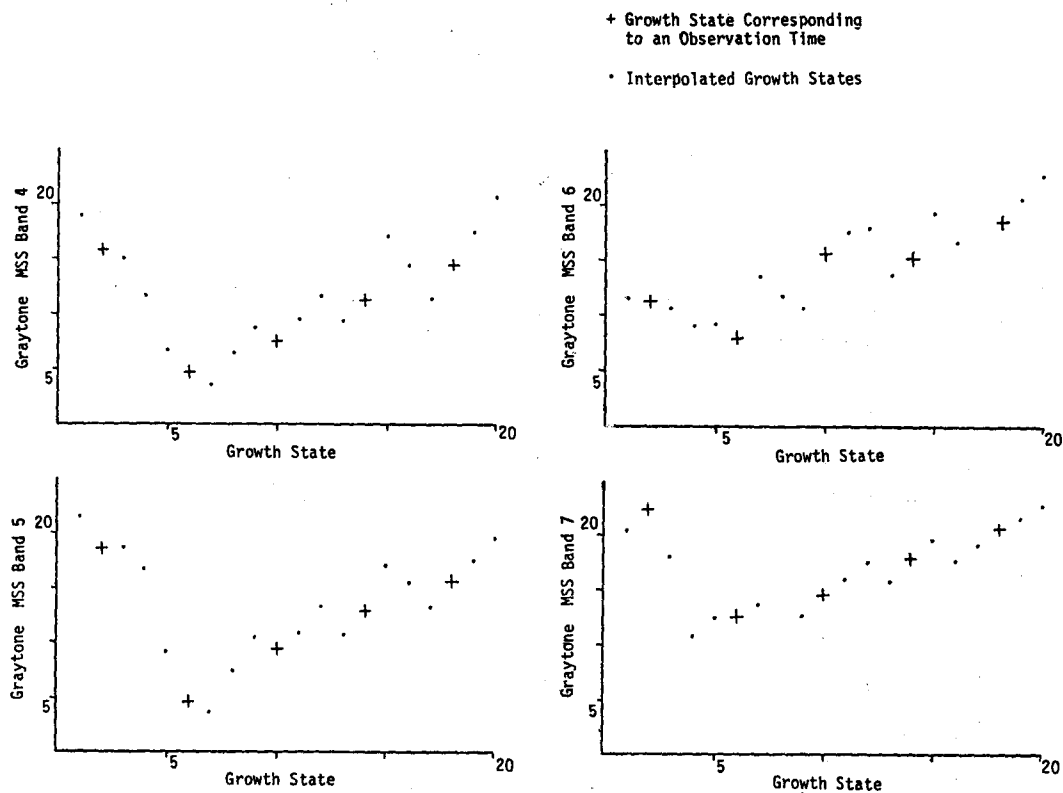 + Growth State Corresponding
to an Observation Time
· Interpolated Growth States
Graytone MSS Band 4
20
5
5
20
Growth State
Graytone MSS Band 6
20
5
5
20
Growth State
Graytone MSS Band 5
20
5
5
20
Growth State
Graytone MSS Band 7
20
5
5
20
Growth State